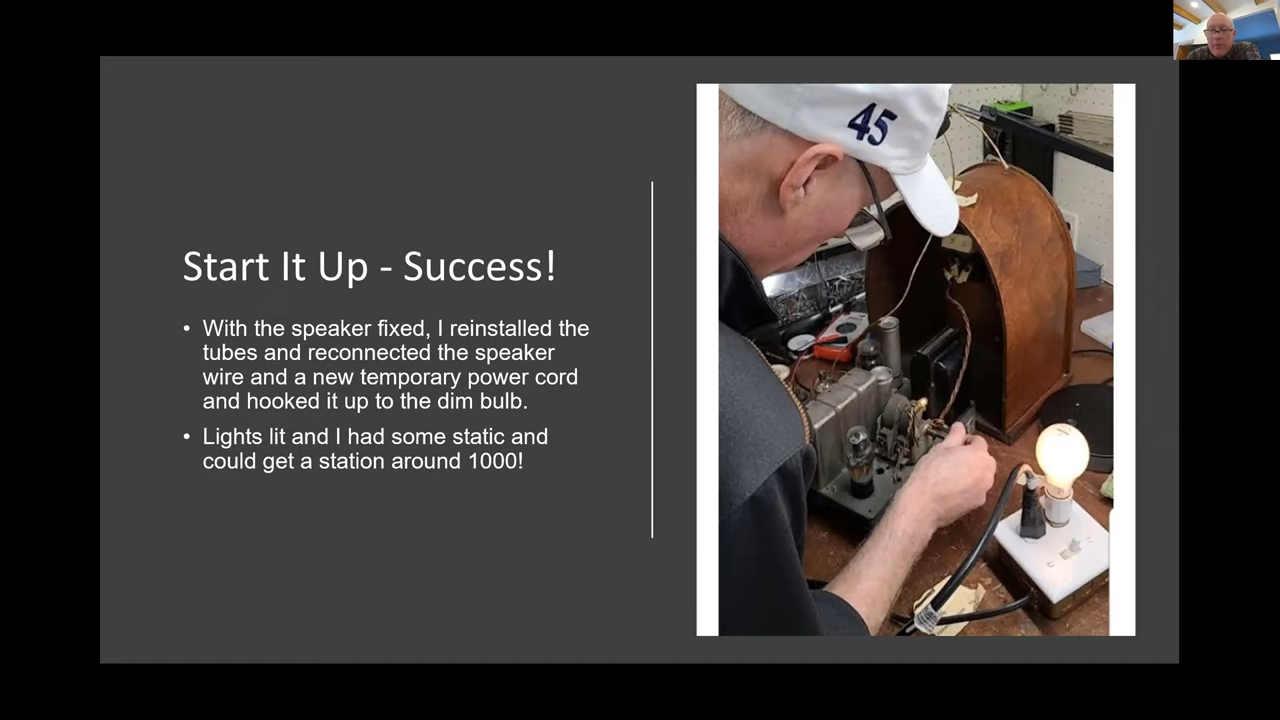 Start It Up - Success!
• With the speaker fixed, I reinstalled the
tubes and reconnected the speaker
wire and a new temporary power cord
and hooked it up to the dim bulb.
• Lights lit and I had some static and
could get a station around 1000!
45